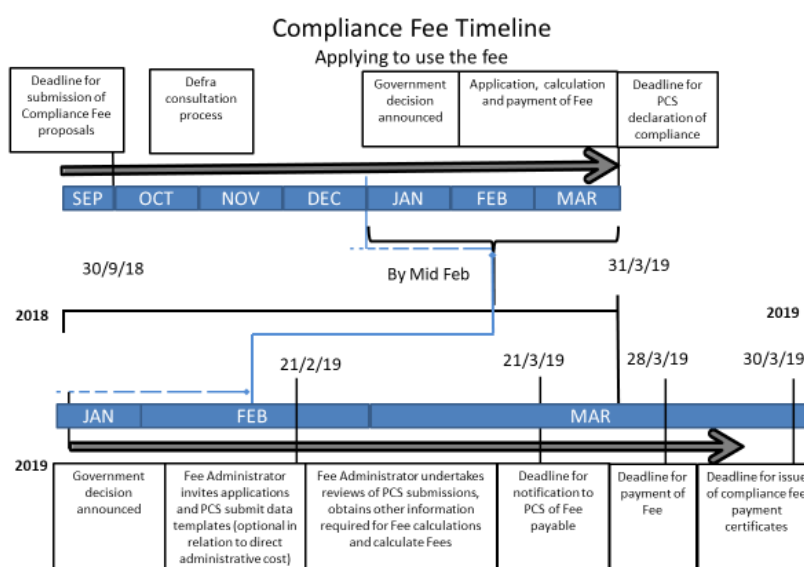 Compliance Fee Timeline
Applying to use the fee
Deadline for
submission of
Compliance Fee
proposals
Defra
consultation
process
Government
decision
announced
Application, calculation
and payment of Fee
Deadline for
PCS
declaration of
compliance
SEP OCT NOV DEC JAN FEB MAR
30/9/18
By Mid Feb
31/3/19
2018
2019
21/2/19
21/3/19
28/3/19
30/3/19
JAN FEB MAR
2019
Government
decision
announced
Fee Administrator
invites applications
and PCS submit data
templates (optional in
relation to direct
administrative cost)
Fee Administrator undertakes
reviews of PCS submissions,
obtains other information
required for Fee calculations
and calculate Fees
Deadline for
notification to
PCS of Fee
payable
Deadline for
payment of
Fee
Deadline for issue
of compliance fee
payment
certificates